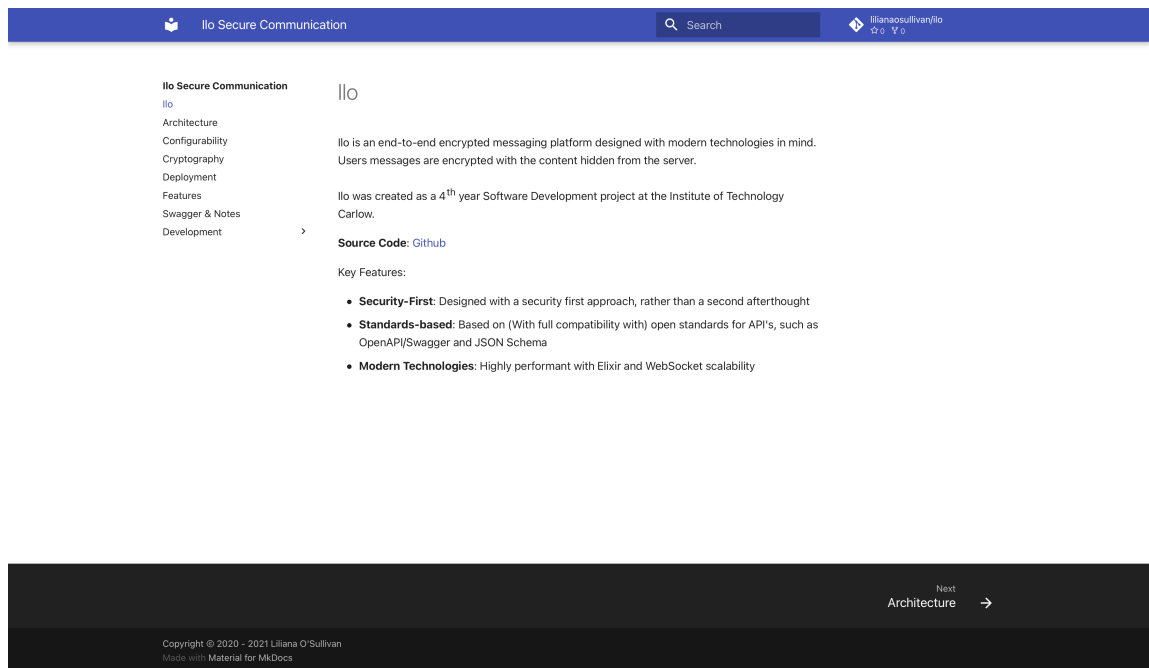 Ilo Secure Communication
Search
lilianaosullivan/ilo
0 0
Ilo Secure Communication
Ilo
Architecture
Configurability
Cryptography
Deployment
Features
Swagger & Notes
Development
Ilo
Ilo is an end-to-end encrypted messaging platform designed with modern technologies in mind.
Users messages are encrypted with the content hidden from the server.
Ilo was created as a 4th year Software Development project at the Institute of Technology
Carlow.
Source Code: Github
Key Features:
• Security-First: Designed with a security first approach, rather than a second afterthought
• Standards-based: Based on (With full compatibility with) open standards for API's, such as
OpenAPI/Swagger and JSON Schema
• Modern Technologies: Highly performant with Elixir and WebSocket scalability
Next
Architecture
Copyright © 2020 - 2021 Liliana O'Sullivan
Made with Material for MkDocs